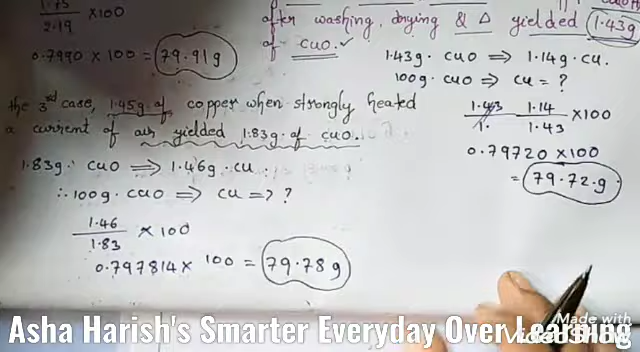 1.75
2.19 ×100
0.7990 × 100 = 79.91g
after washing, drying & Δ yielded 1.43g
of CuO.✓
1.43g. CuO ⇒ 1.14g. Cu.
100g. CuO ⇒ Cu = ?
1.43 1.14 ×100
1. 1.43
0.79720 ×100
= 79.72.g.
the 3rd case, 1.45g of copper when strongly heated
a current of air yielded 1.83g. of CuO.
1.83g. CuO ⇒ 1.46g. Cu.
∴ 100g. CuO ⇒ Cu => ?
1.46
1.83 × 100
0.797814 × 100 = 79.78g
Made with
VideoShow
Asha Harish's Smarter Everyday Over Learning